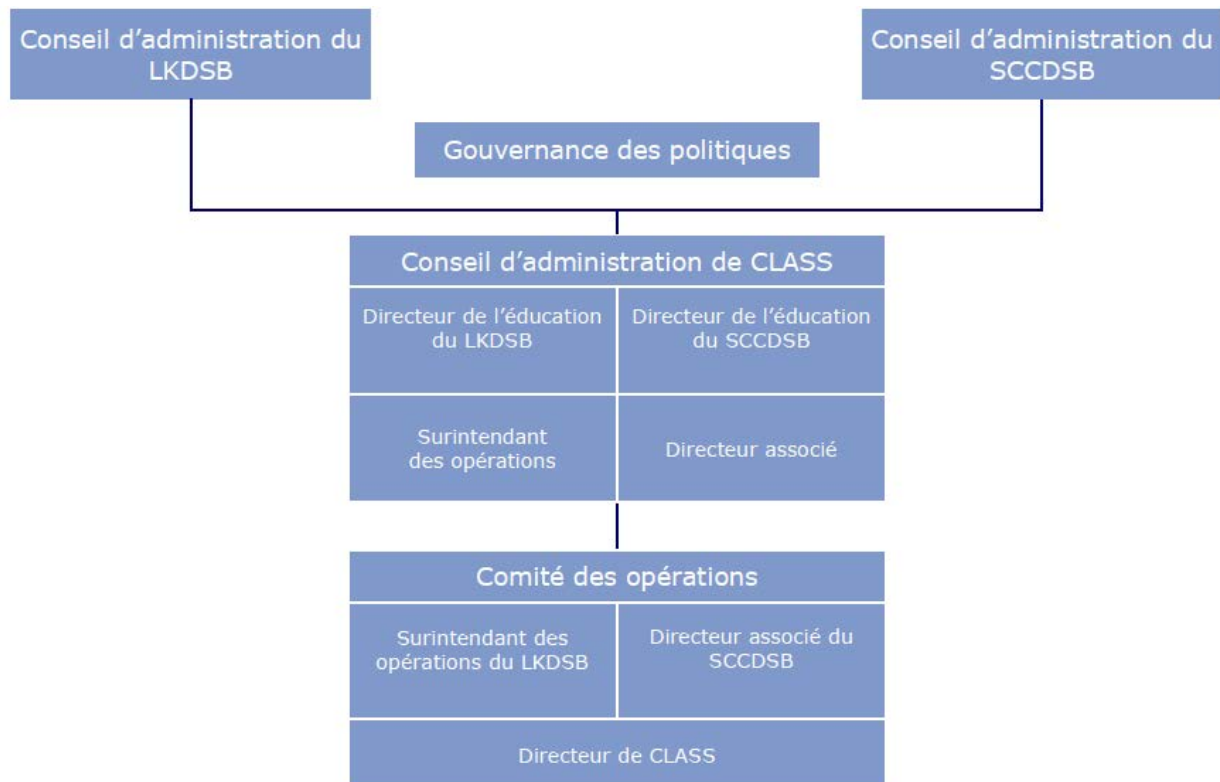 Conseil d’administration du
LKDSB
Conseil d’administration du
SCCDSB
Gouvernance des politiques
Conseil d’administration de CLASS
Directeur de l’éducation
du LKDSB
Directeur de l’éducation
du SCCDSB
Surintendant
des opérations
Directeur associé
Comité des opérations
Surintendant des
opérations du LKDSB
Directeur associé du
SCCDSB
Directeur de CLASS